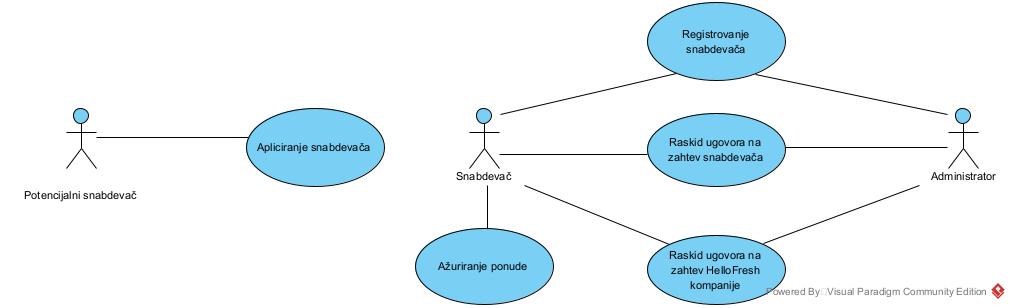 Registrovanje
snabdevača
Apliciranje snabdevača
Raskid ugovora na
zahtev snabdevača
Potencijalni snabdevač
Snabdevač
Administrator
Ažuriranje ponude
Raskid ugovora na
zahtev HelloFresh
kompanije
Powered By Visual Paradigm Community Edition